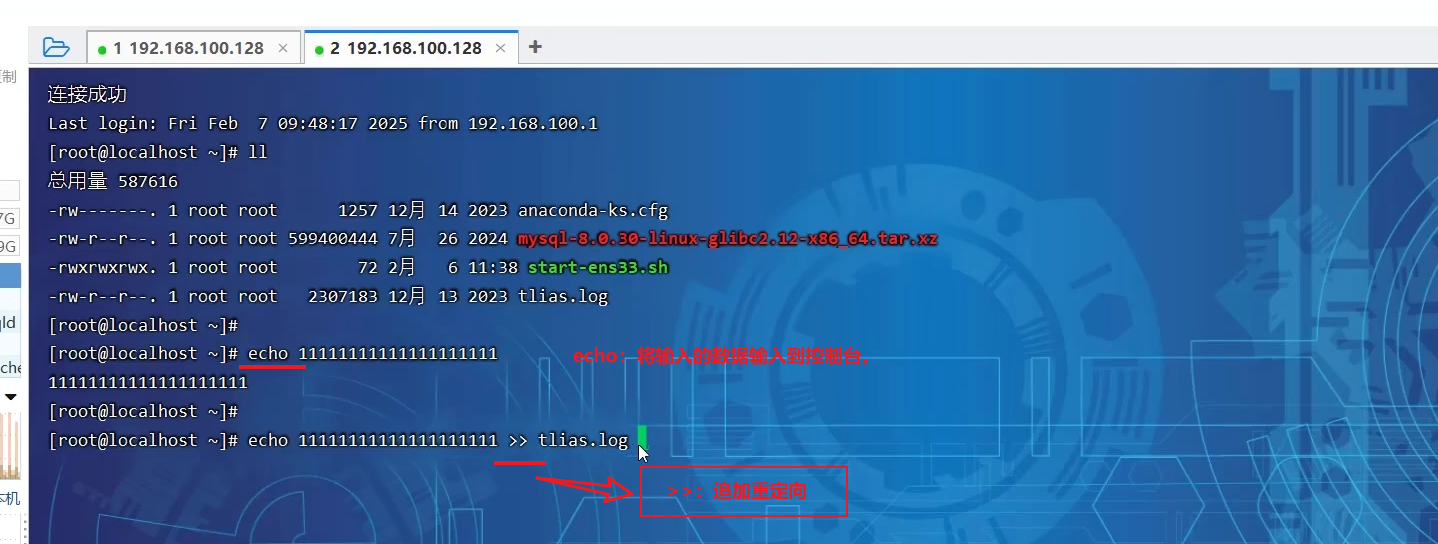 1 192.168.100.128 ×
2 192.168.100.128 ×
+
制
连接成功
Last login: Fri Feb  7 09:48:17 2025 from 192.168.100.1
[root@localhost ~]# ll
总用量 587616
-rw-------. 1 root root      1257 12月 14 2023 anaconda-ks.cfg
7G
-rw-r--r--. 1 root root 599400444 7月  26 2024 mysql-8.0.30-linux-glibc2.12-x86_64.tar.xz
9G
-rwxrwxrwx. 1 root root        72 2月   6 11:38 start-ens33.sh
-rw-r--r--. 1 root root   2307183 12月 13 2023 tlias.log
[root@localhost ~]#
qld
[root@localhost ~]# echo 11111111111111111111
echo：将输入的数据输入到控制台。
che
11111111111111111111
[root@localhost ~]#
[root@localhost ~]# echo 11111111111111111111 >> tlias.log
>>：追加重定向
本机